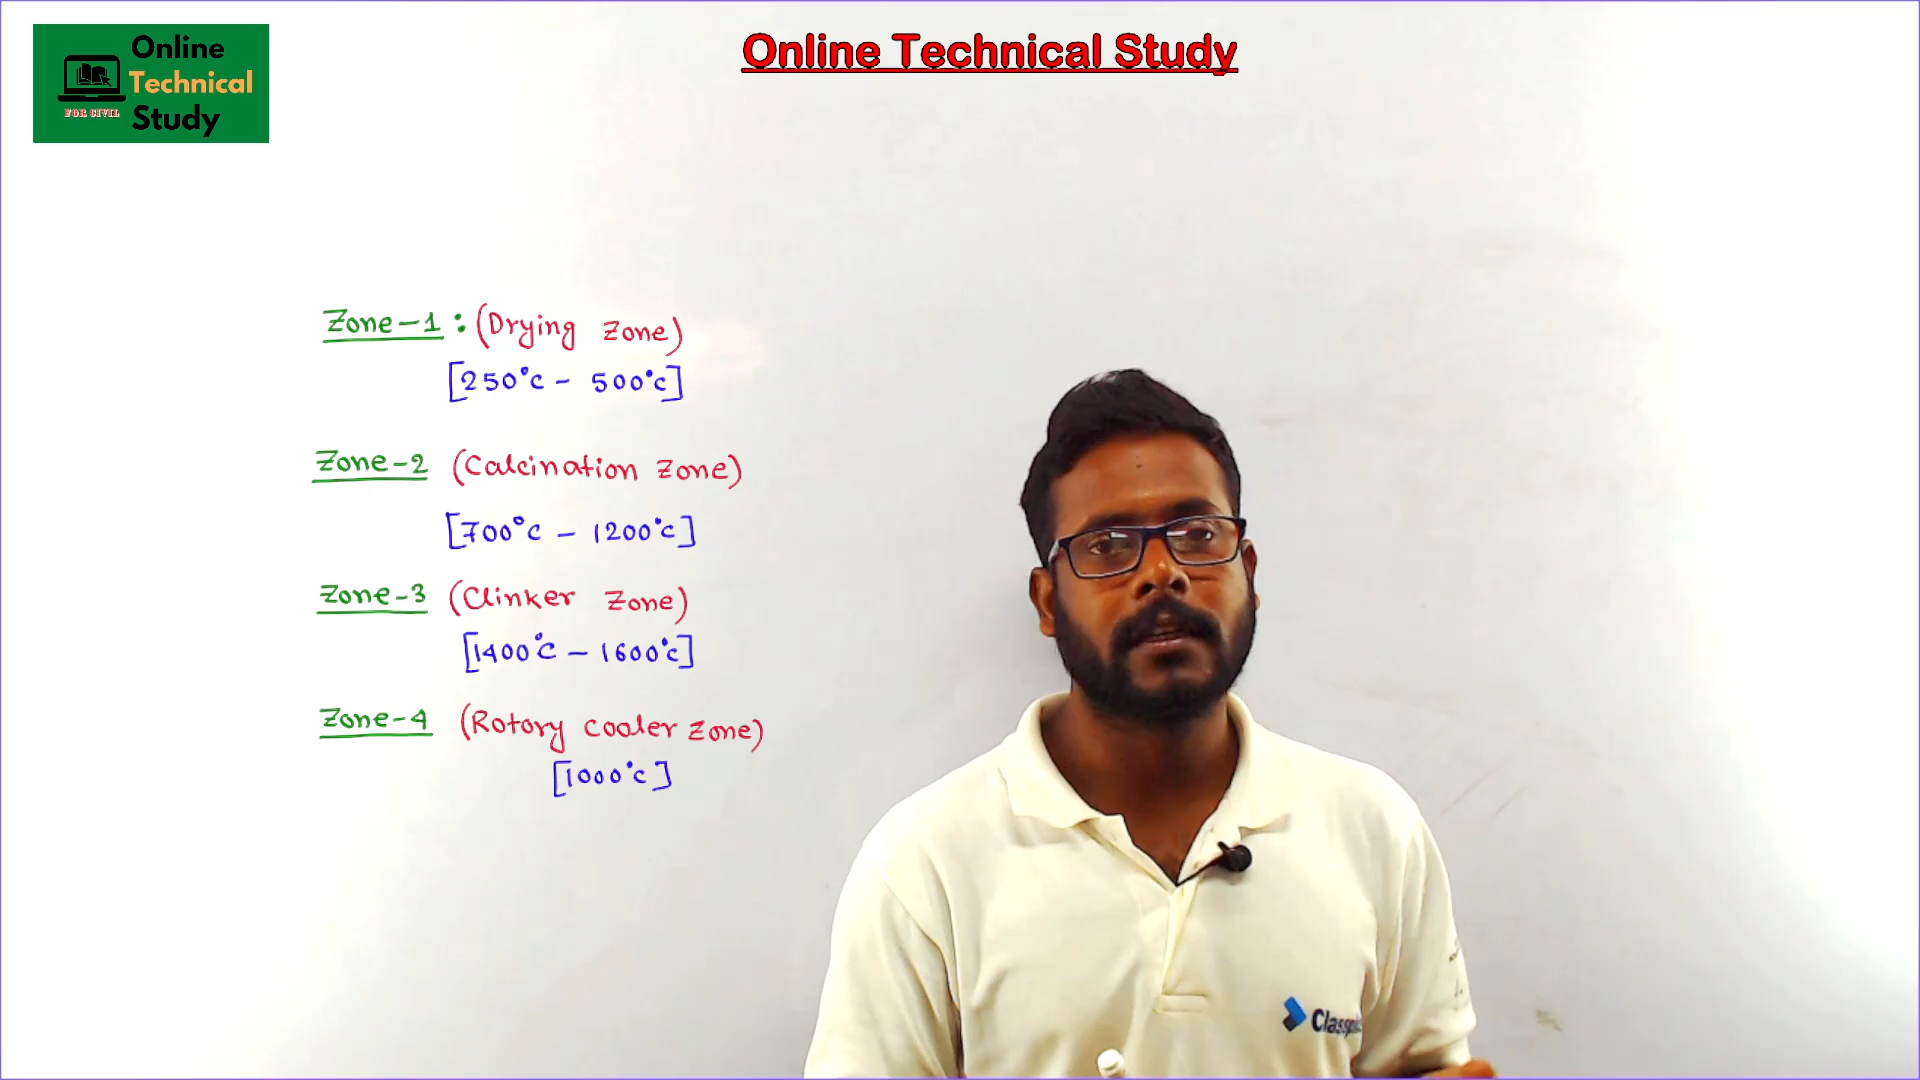 Online
Technical
Study
FOR CIVIL
Online Technical Study
Zone-1 : (Drying Zone)
[250°c - 500°c]
Zone-2 (Calcination Zone)
[700°c - 1200°c]
Zone-3 (Clinker Zone)
[1400°c - 1600°c]
Zone-4 (Rotory cooler zone)
[1000°c]